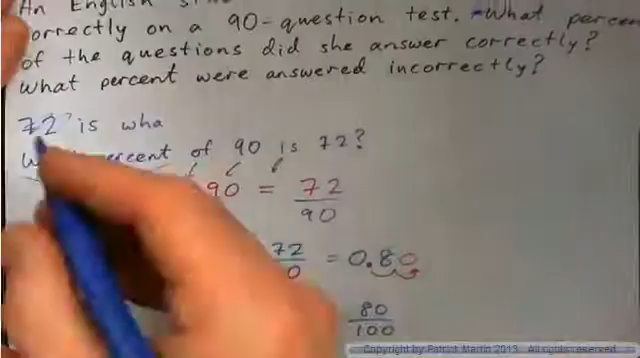 An English
correctly on a 90-question test. What
of the questions did she answer correctly?
What percent were answered incorrectly?
72 is wha
of 90 is 72?
90 = 72
90
72
0 = 0.80
80
100
Copyright by Patrick Martin 2013. All rights reserved.